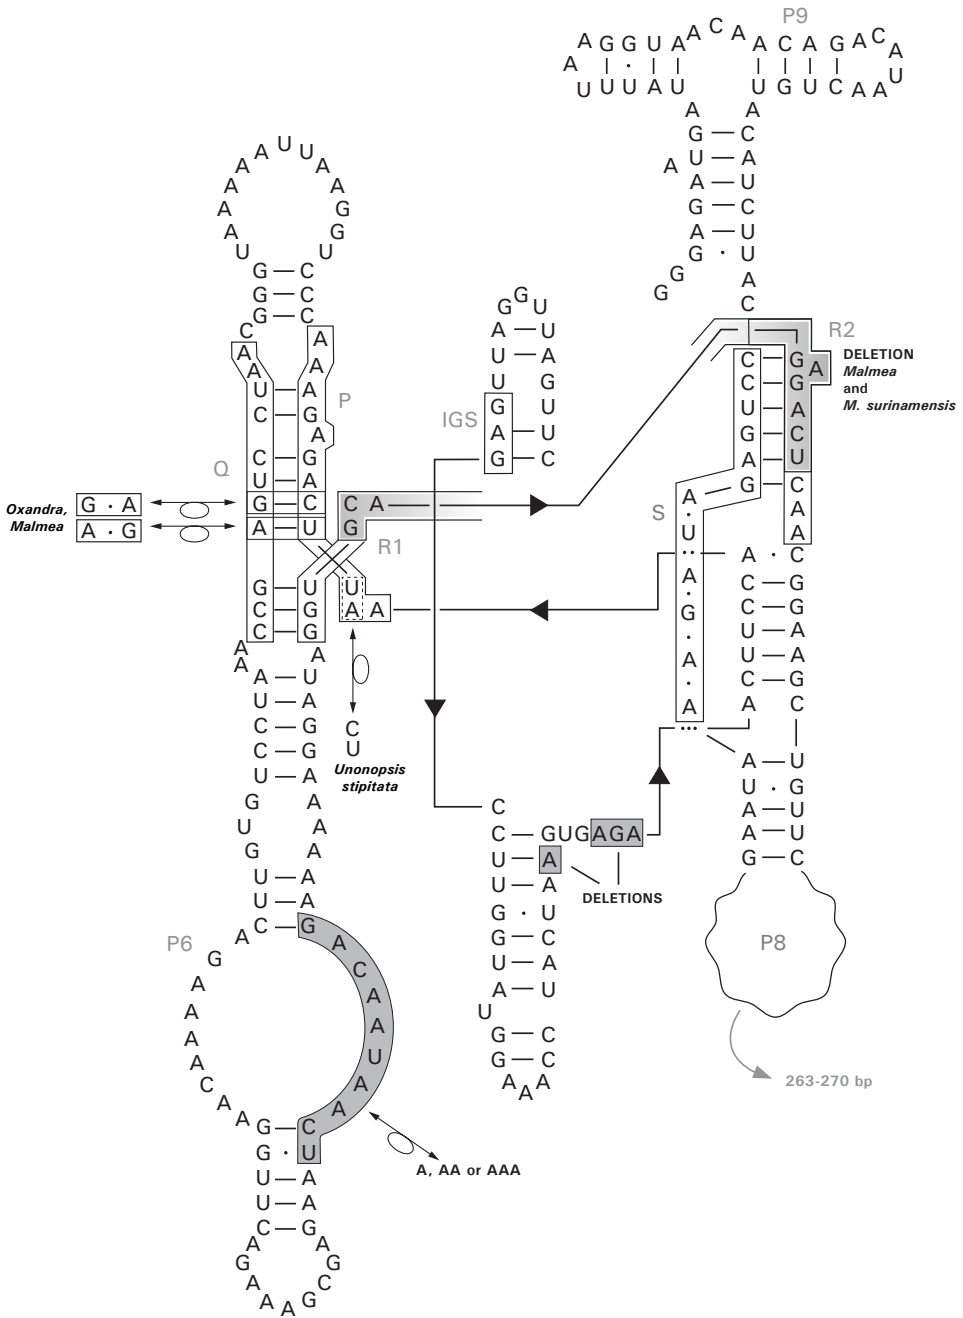 P9
A A G G U A A C A A C A G A C A U
A U U U A U U G U C A A
U A
A G C
U A
A A U
G C
A U
G U
G A
G C
A A A U U A A G G U
A A A U
G C
G C
G C
C
A A
A A
U A
C G
A
C G
U A
G C
A U
P
Q
Oxandra,
Malmea
G · A
A · G
C A
G
R1
G U
C G
C G
U
A A
A A A
A U
U A
C G
C G
U A
G A
U A
G A
U A
U A
C G
C
U
Unonopsis
stipitata
IGS
G G U
A U
U A
U G
G U
A U
G C
R2
DELETION
Malmea
and
M. surinamensis
C G A
C G
U A
G C
A U
G C
A
A
S
A
·
U
··
A
·
G
·
A
·
A
···
A · C
C G
C G
U A
U A
C G
A C
A U
U · G
A U
A U
G C
P8
263-270 bp
C
C G U G A G A
U A
U A
G · U
G C
G A
U U
A
U
G C
G C
A A A
DELETIONS
P6
A G A A A A C A A
G A C A A U A A C U
G C
G · U
U A
U A
C G
A G A A A G C G A
A, AA or AAA